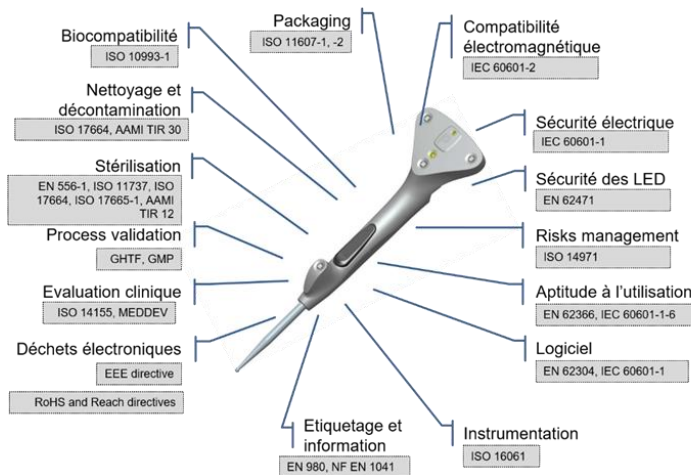 Packaging
ISO 11607-1, -2
Biocompatibilité
ISO 10993-1
Compatibilité
électromagnétique
IEC 60601-2
Nettoyage et
décontamination
ISO 17664, AAMI TIR 30
Sécurité électrique
IEC 60601-1
Stérilisation
EN 556-1, ISO 11737, ISO
17664, ISO 17665-1, AAMI
TIR 12
Sécurité des LED
EN 62471
Process validation
GHTF, GMP
Risks management
ISO 14971
Evaluation clinique
ISO 14155, MEDDEV
Aptitude à l'utilisation
EN 62366, IEC 60601-1-6
Déchets électroniques
EEE directive
RoHS and Reach directives
Logiciel
EN 62304, IEC 60601-1
Etiquetage et
information
EN 980, NF EN 1041
Instrumentation
ISO 16061